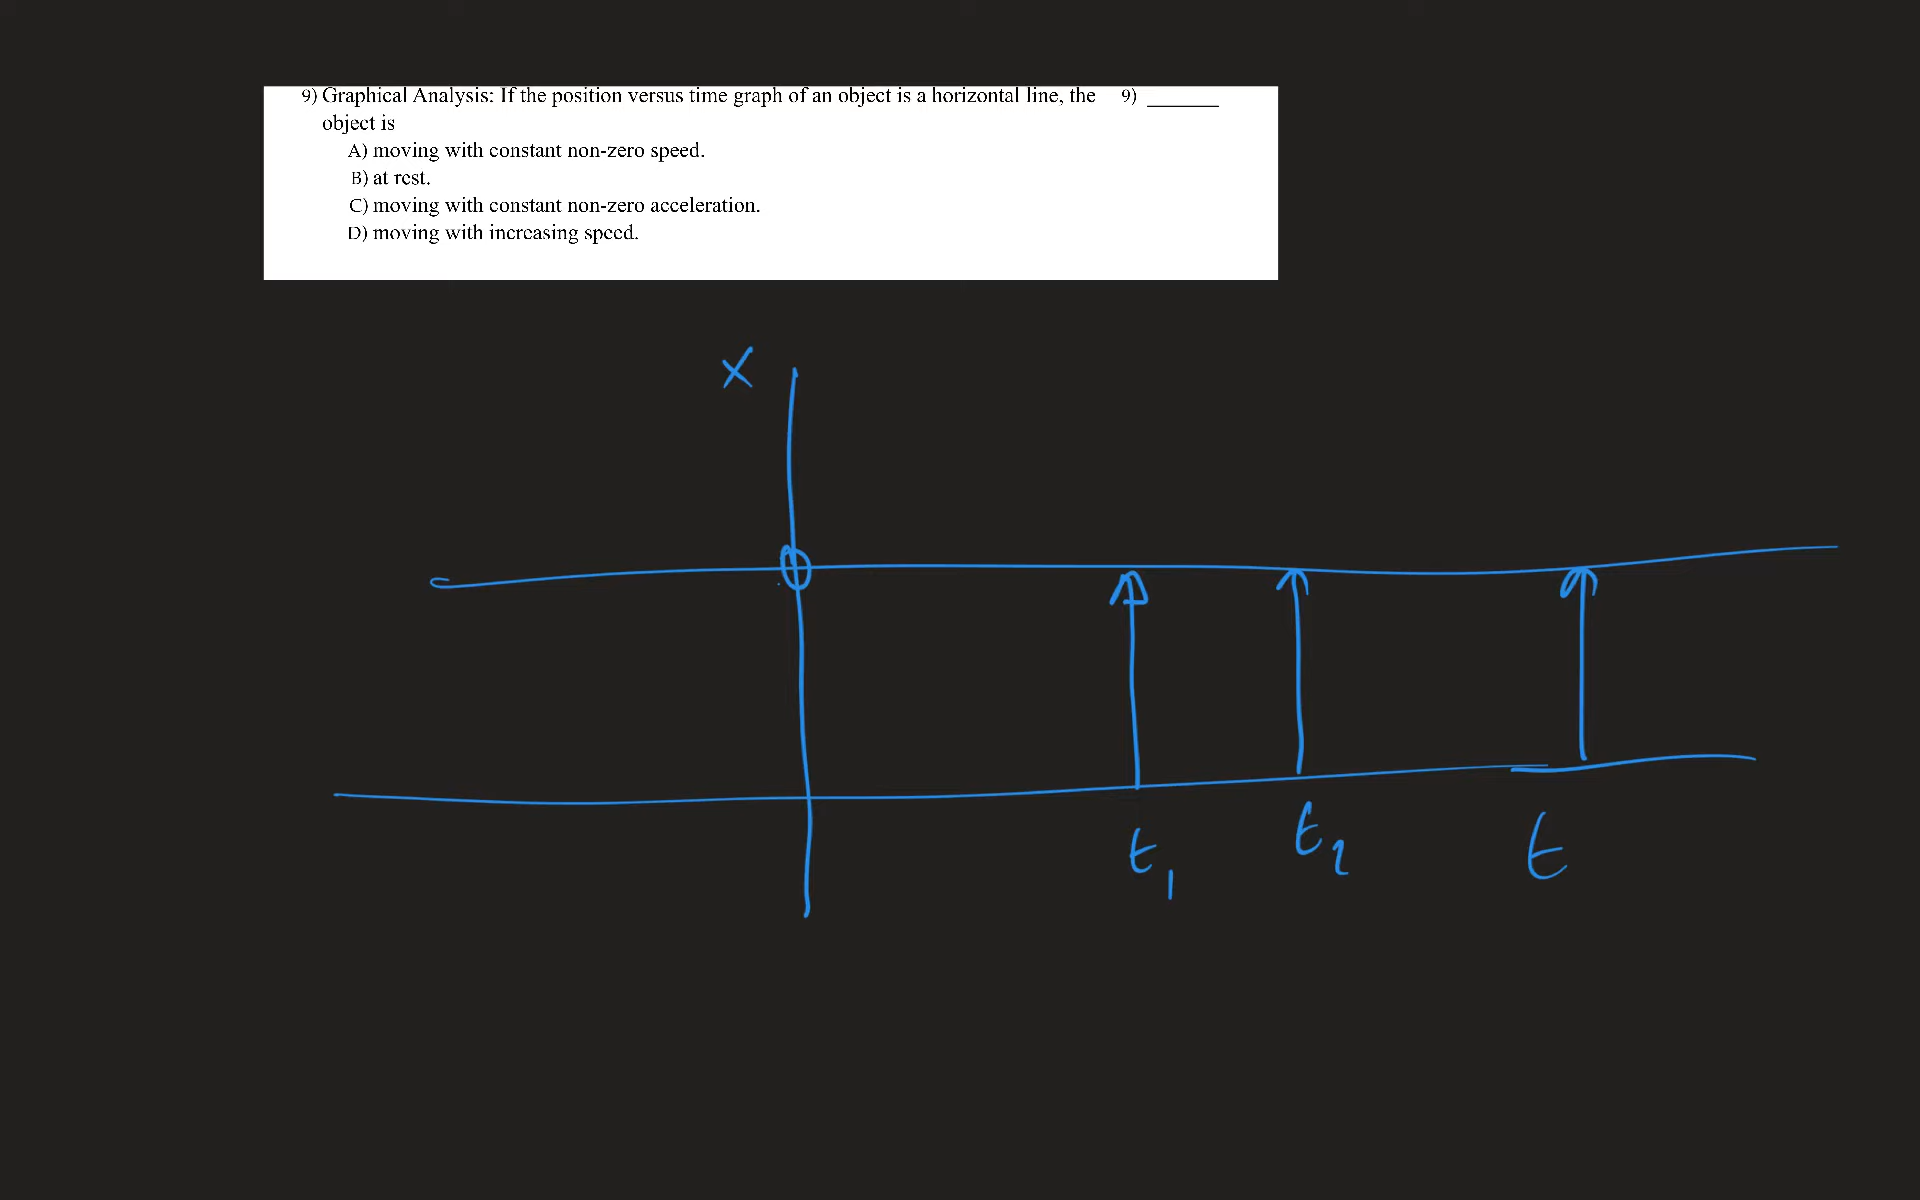 9) Graphical Analysis: If the position versus time graph of an object is a horizontal line, the 9) _______
object is
A) moving with constant non-zero speed.
B) at rest.
C) moving with constant non-zero acceleration.
D) moving with increasing speed.
x
t1 t2 t